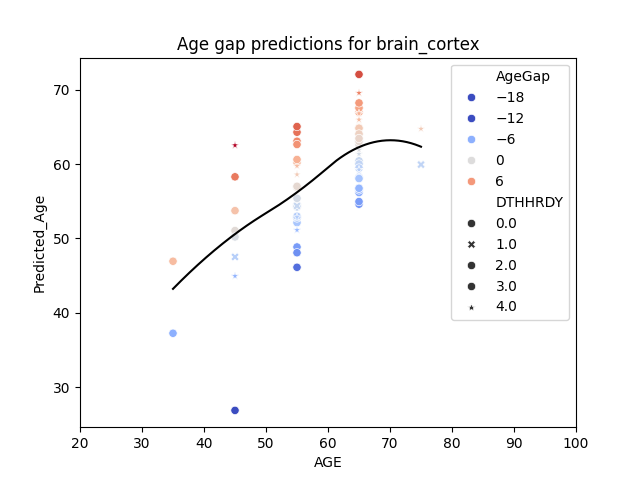 Age gap predictions for brain_cortex
Predicted_Age
70
60
50
40
30
20 30 40 50 60 70 80 90 100
AGE
AgeGap
−18
−12
−6
0
6
DTHHRDY
0.0
1.0
2.0
3.0
4.0